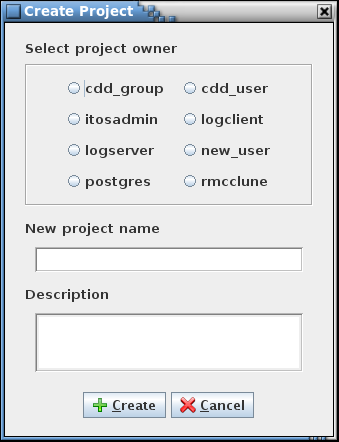 Create Project
Select project owner
cdd_group cdd_user
itosadmin logclient
logserver new_user
postgres rmcclune
New project name
Description
Create Cancel